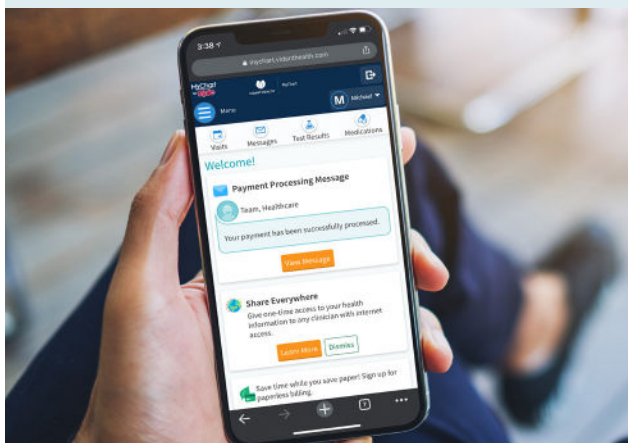 3:38
mychart.vidanthealth.com
MyChart
MyChart
Menu
M Michael
Visits Messages Test Results Medications
Welcome!
Payment Processing Message
Team, Healthcare
Your payment has been successfully processed.
View Message
Share Everywhere
Give one-time access to your health
information to any clinician with internet
access.
Learn More Dismiss
Save time while you save paper! Sign up for
paperless billing.